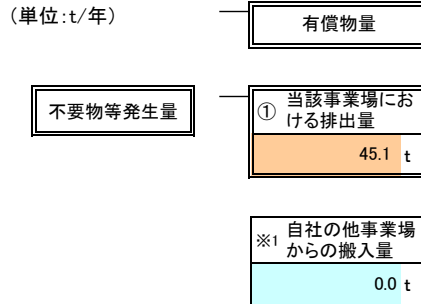 (単位:t/年)
有償物量
不要物等発生量
① 当該事業場にお
ける排出量
45.1 t
※1 自社の他事業場
からの搬入量
0.0 t